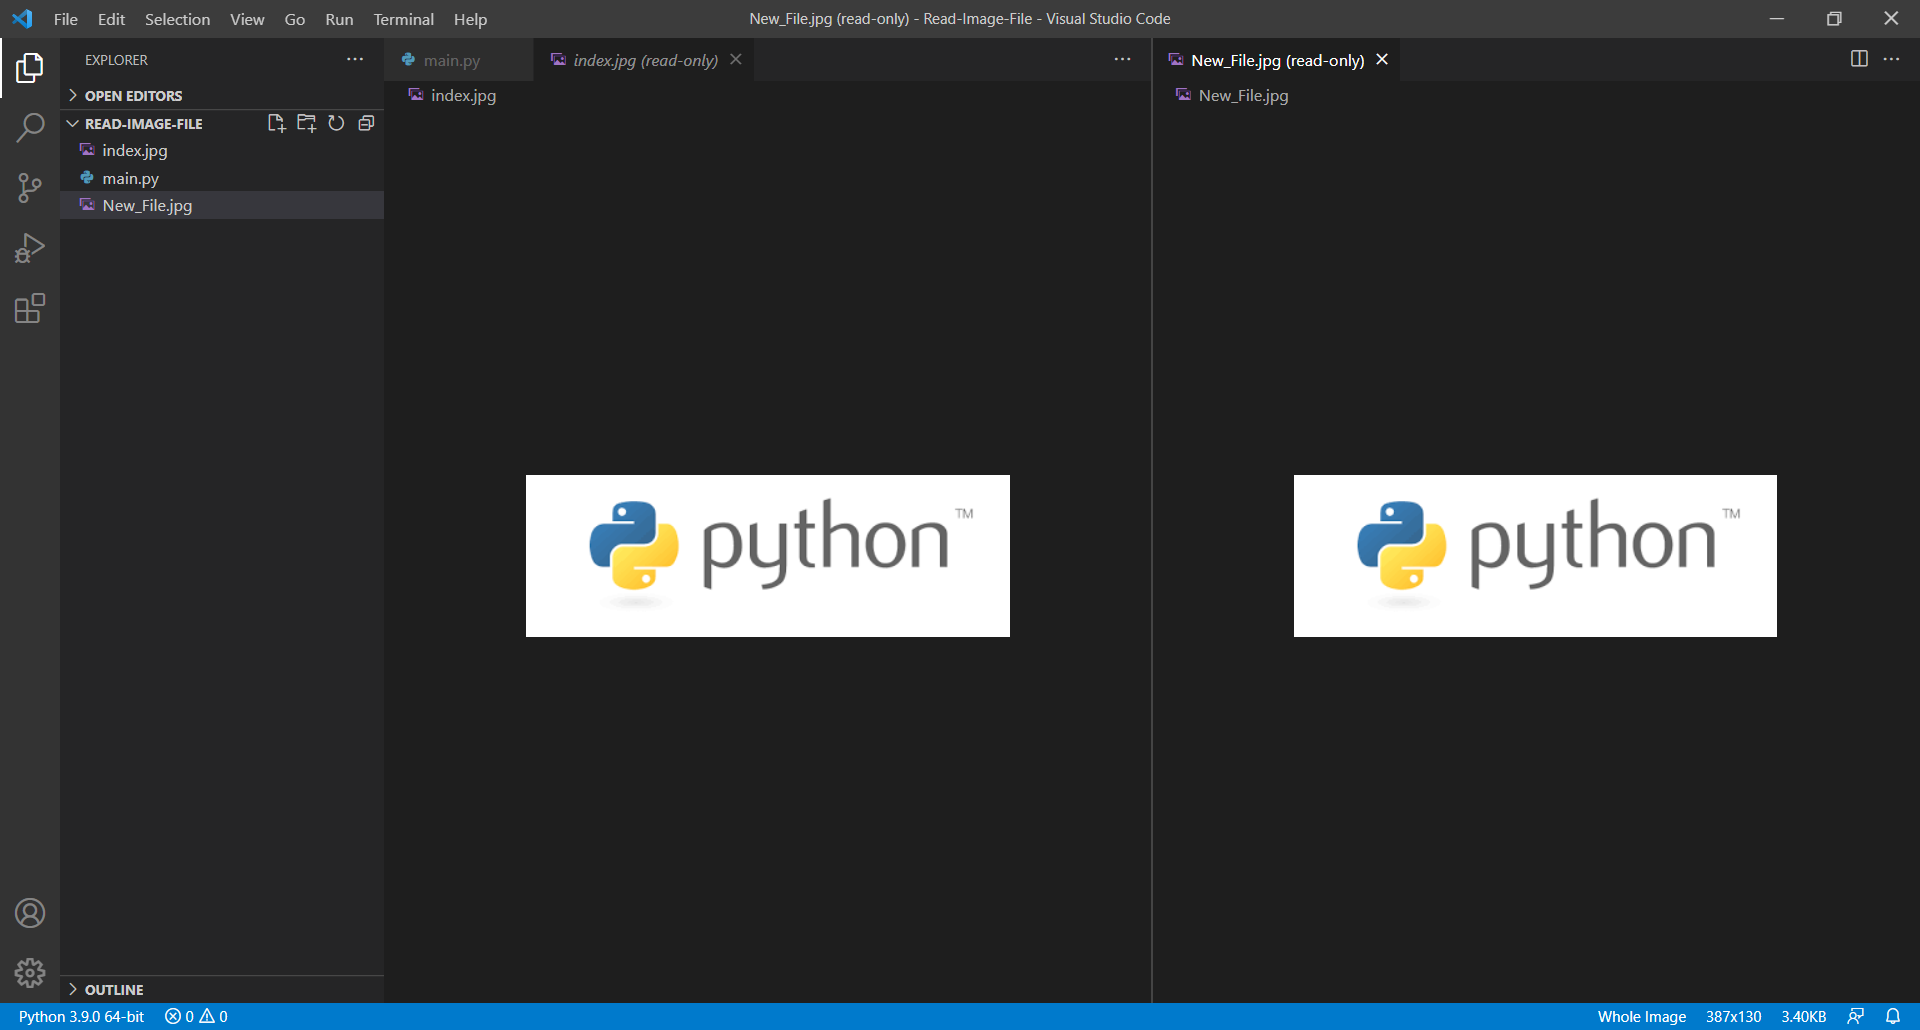 File Edit Selection View Go Run Terminal Help
New_File.jpg (read-only) - Read-Image-File - Visual Studio Code
EXPLORER
OPEN EDITORS
READ-IMAGE-FILE
index.jpg
main.py
New_File.jpg
OUTLINE
main.py
index.jpg (read-only)
index.jpg
python™
New_File.jpg (read-only)
New_File.jpg
python™
Python 3.9.0 64-bit 0 0
Whole Image 387x130 3.40KB